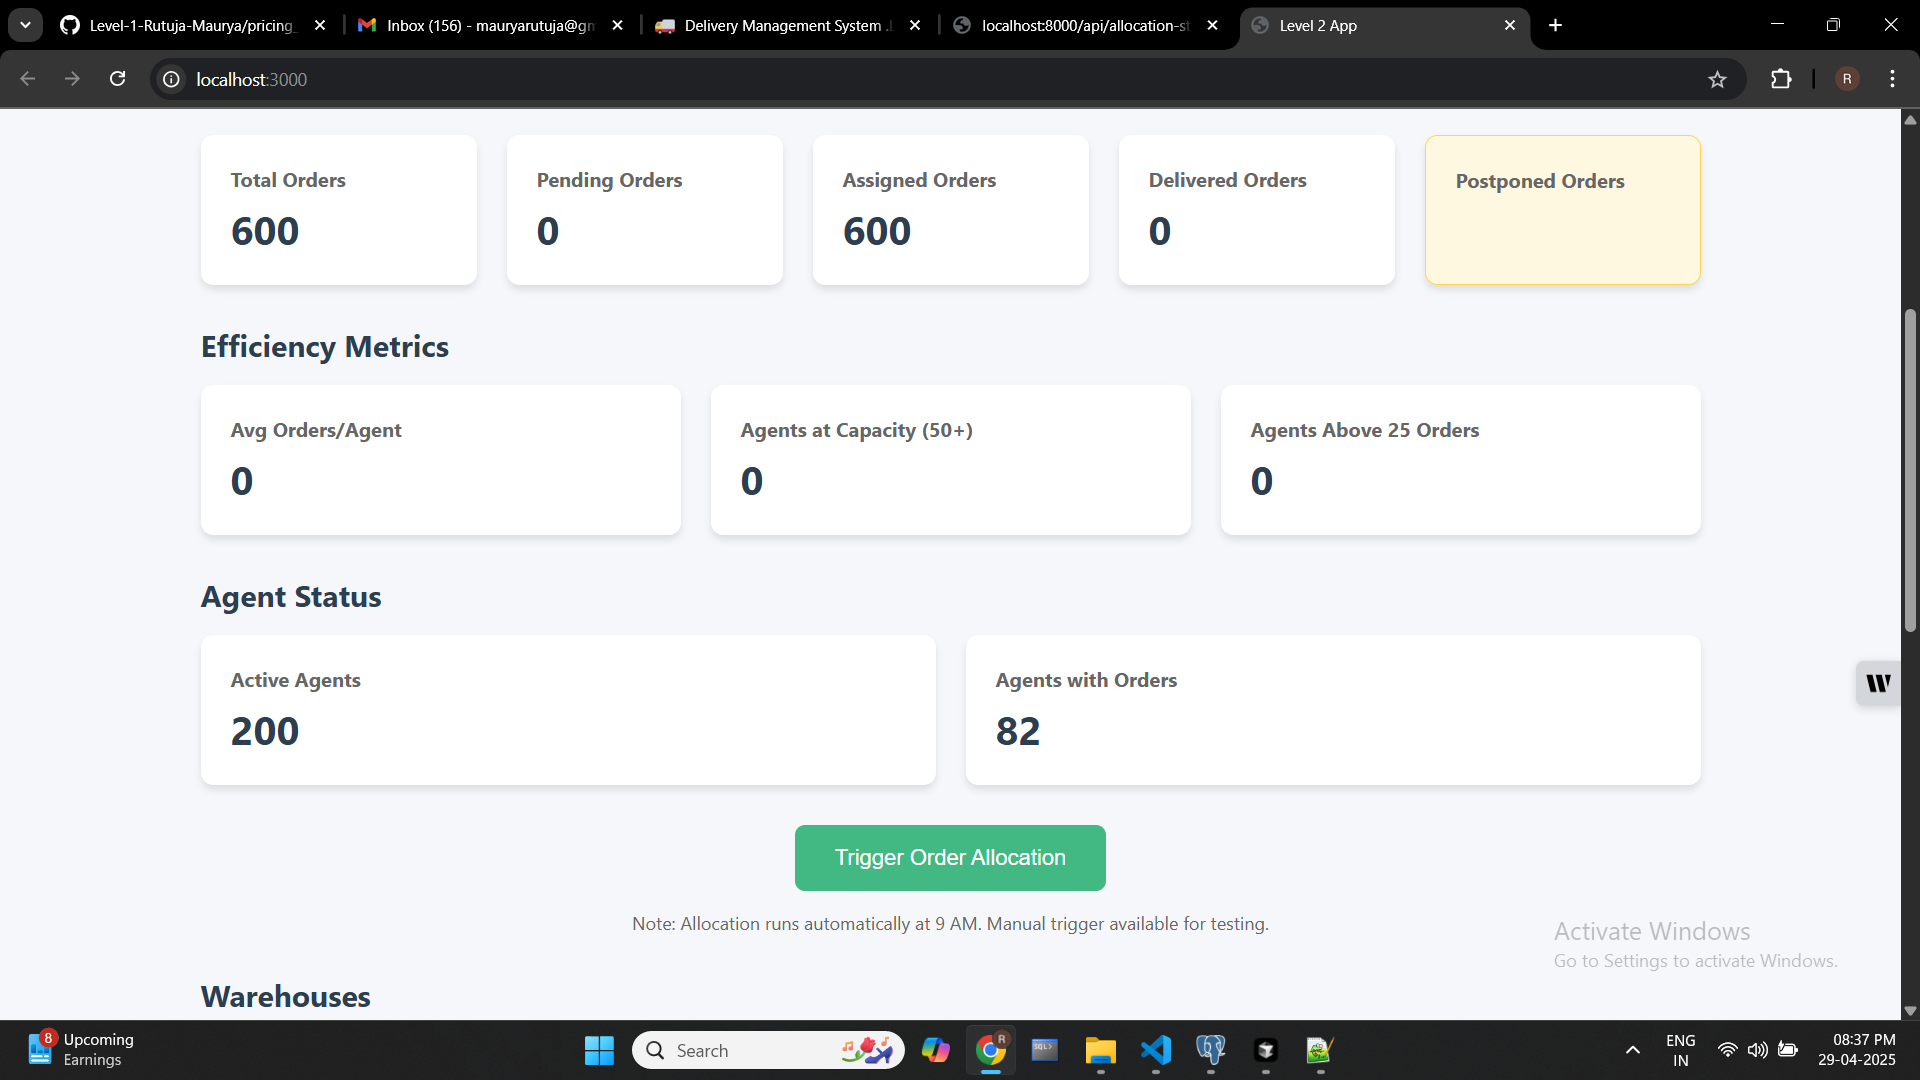 Level-1-Rutuja-Maurya/pricing_
Inbox (156) - mauryarutuja@gm
Delivery Management System .
localhost:8000/api/allocation-st
Level 2 App
localhost:3000
R
Total Orders
600
Pending Orders
0
Assigned Orders
600
Delivered Orders
0
Postponed Orders
Efficiency Metrics
Avg Orders/Agent
0
Agents at Capacity (50+)
0
Agents Above 25 Orders
0
Agent Status
Active Agents
200
Agents with Orders
82
Trigger Order Allocation
Note: Allocation runs automatically at 9 AM. Manual trigger available for testing.
Activate Windows
Go to Settings to activate Windows.
Warehouses
8
Upcoming
Earnings
Search
R
SQL>
ENG
IN
08:37 PM
29-04-2025